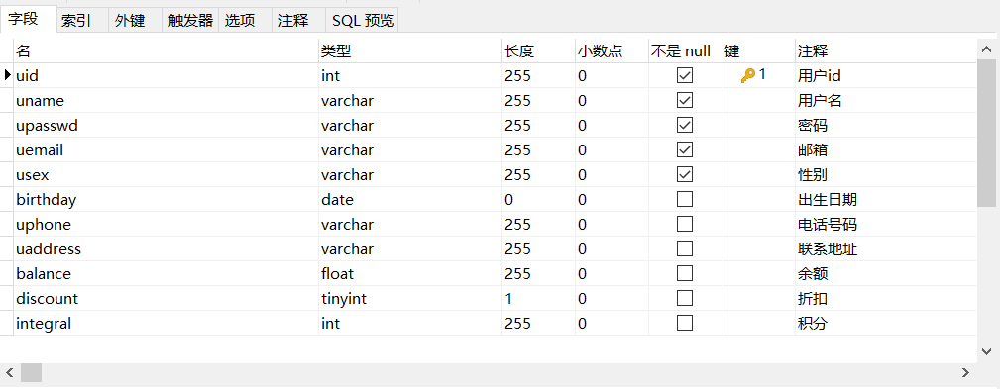 字段 索引 外键 触发器 选项 注释 SQL 预览
名 类型 长度 小数点 不是 null 键 注释
uid int 255 0 1 用户id
uname varchar 255 0 用户名
upasswd varchar 255 0 密码
uemail varchar 255 0 邮箱
usex varchar 255 0 性别
birthday date 0 0 出生日期
uphone varchar 255 0 电话号码
uaddress varchar 255 0 联系地址
balance float 255 0 余额
discount tinyint 1 0 折扣
integral int 255 0 积分